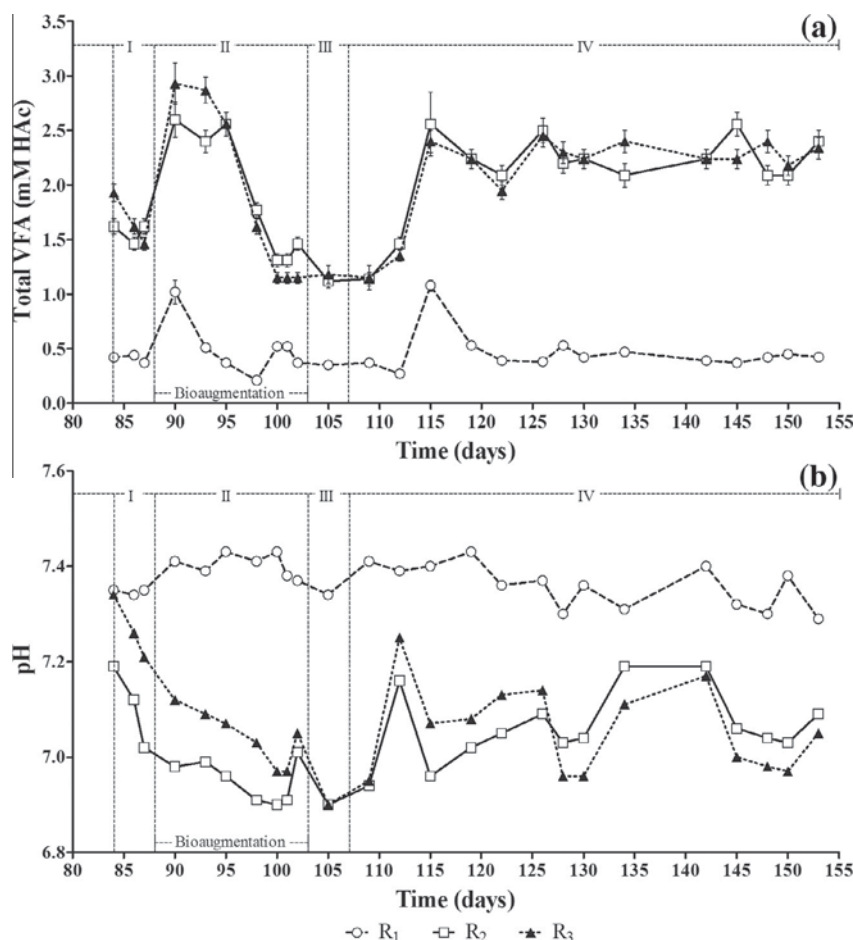 (a)
3.5
I II III IV
3.0
2.5
2.0
1.5
1.0
0.5
0.0
Total VFA (mM HAc)
Bioaugmentation
80 85 90 95 100 105 110 115 120 125 130 135 140 145 150 155
Time (days)
(b)
7.6
I II III IV
7.4
7.2
7.0
6.8
pH
Bioaugmentation
80 85 90 95 100 105 110 115 120 125 130 135 140 145 150 155
Time (days)
R₁ R₂ R₃